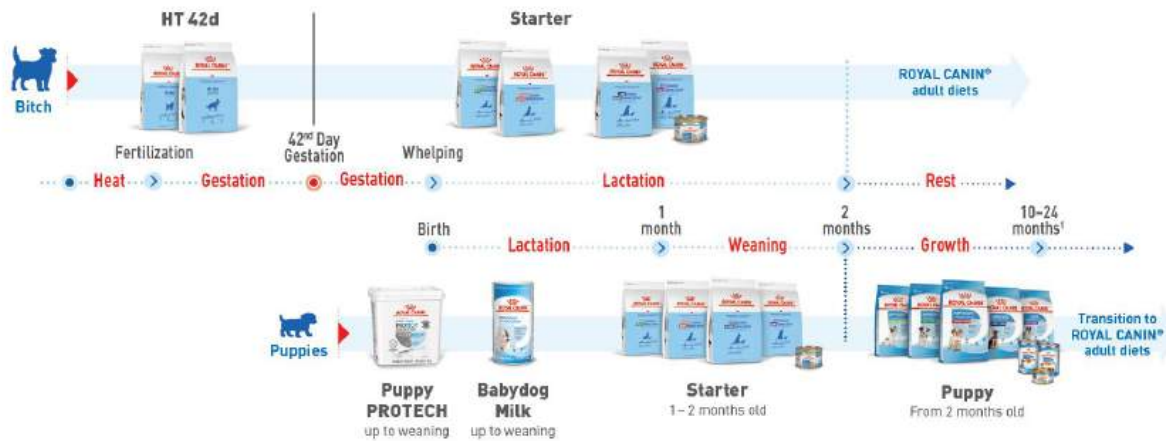 HT 42d
Starter
Bitch
ROYAL CANIN®
adult diets
Fertilization
42nd Day
Gestation
Whelping
Heat
Gestation
Gestation
Lactation
Rest
Birth
1
month
2
months
10–24
months¹
Lactation
Weaning
Growth
Puppies
Transition to
ROYAL CANIN®
adult diets
Puppy
PROTECH
up to weaning
Babydog
Milk
up to weaning
Starter
1–2 months old
Puppy
From 2 months old